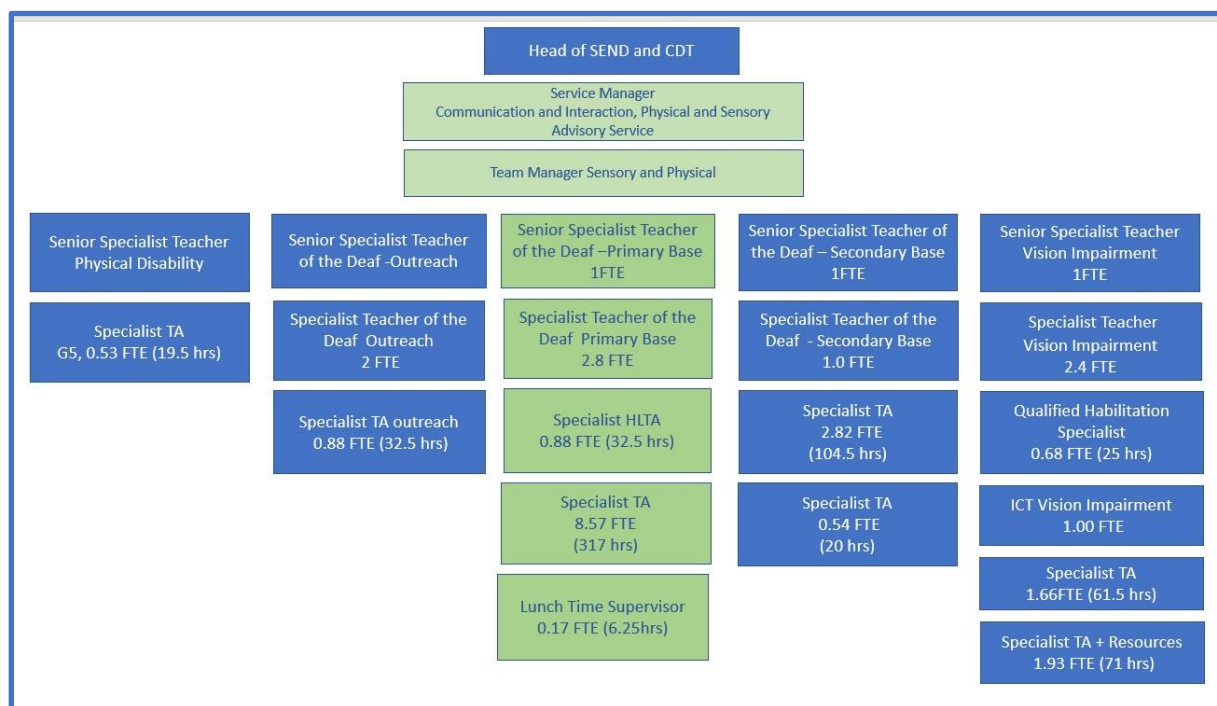 Head of SEND and CDT
Service Manager
Communication and Interaction, Physical and Sensory
Advisory Service
Team Manager Sensory and Physical
Senior Specialist Teacher
Physical Disability
Specialist TA
G5, 0.53 FTE (19.5 hrs)
Senior Specialist Teacher
of the Deaf -Outreach
Specialist Teacher of the
Deaf Outreach
2 FTE
Specialist TA outreach
0.88 FTE (32.5 hrs)
Senior Specialist Teacher
of the Deaf –Primary Base
1FTE
Specialist Teacher of the
Deaf Primary Base
2.8 FTE
Specialist HLTA
0.88 FTE (32.5 hrs)
Specialist TA
8.57 FTE
(317 hrs)
Lunch Time Supervisor
0.17 FTE (6.25hrs)
Senior Specialist Teacher of
the Deaf – Secondary Base
1FTE
Specialist Teacher of the
Deaf - Secondary Base
1.0 FTE
Specialist TA
2.82 FTE
(104.5 hrs)
Specialist TA
0.54 FTE
(20 hrs)
Senior Specialist Teacher
Vision Impairment
1FTE
Specialist Teacher
Vision Impairment
2.4 FTE
Qualified Habilitation
Specialist
0.68 FTE (25 hrs)
ICT Vision Impairment
1.00 FTE
Specialist TA
1.66FTE (61.5 hrs)
Specialist TA + Resources
1.93 FTE (71 hrs)